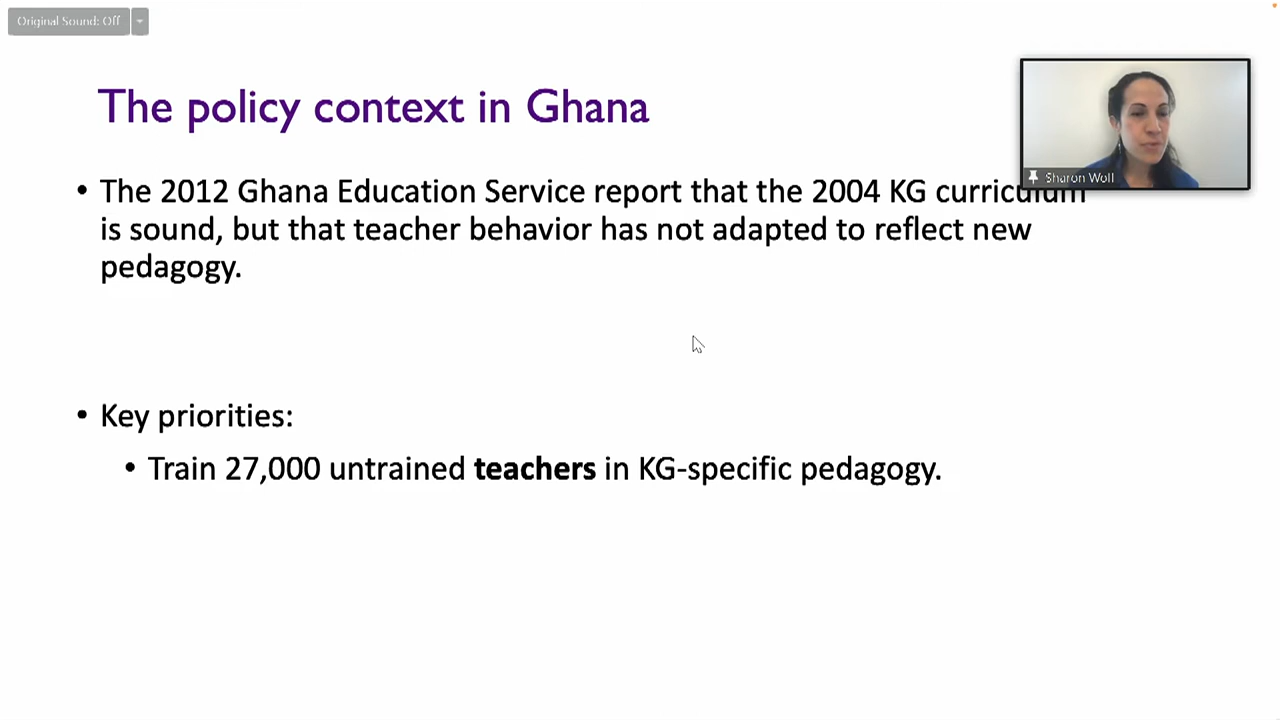 Original Sound: Off
The policy context in Ghana
Sharon Wolf
• The 2012 Ghana Education Service report that the 2004 KG curriculum
is sound, but that teacher behavior has not adapted to reflect new
pedagogy.
• Key priorities:
• Train 27,000 untrained teachers in KG-specific pedagogy.